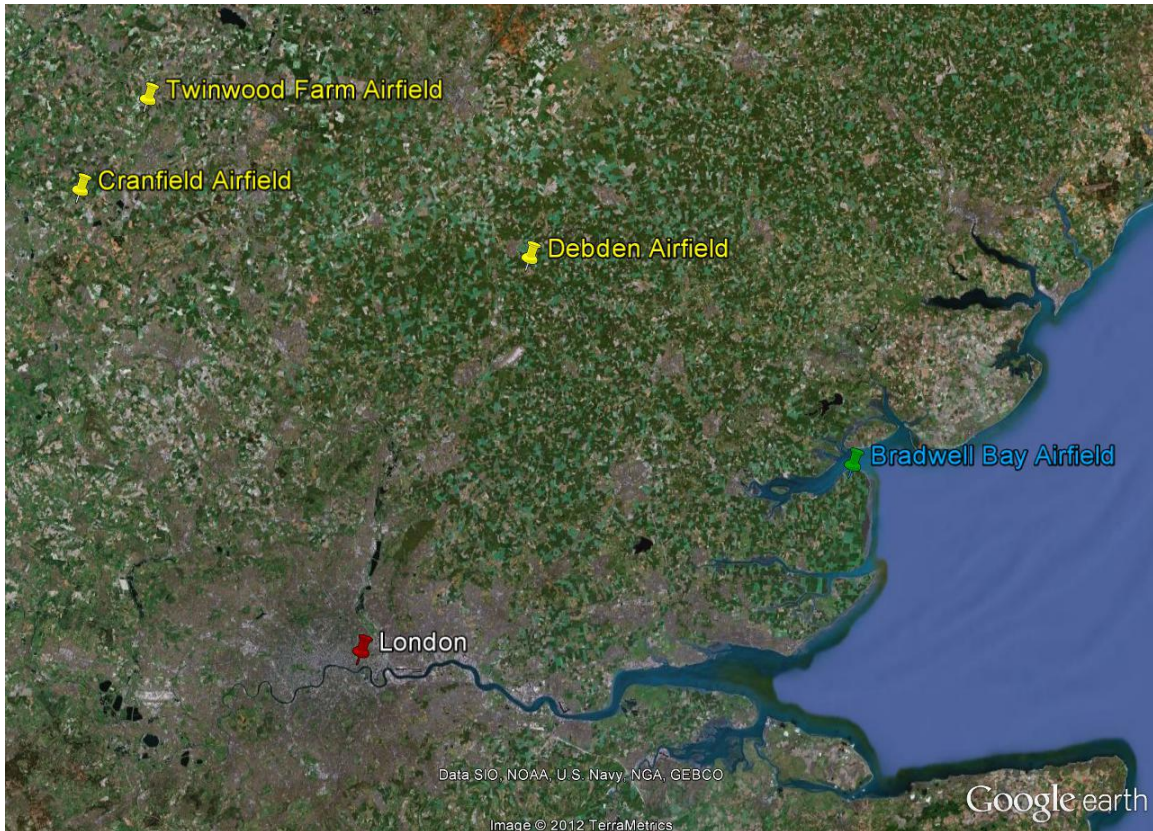 Twinwood Farm Airfield
Cranfield Airfield
Debden Airfield
Bradwell Bay Airfield
London
Data SIO, NOAA, U.S. Navy, NGA, GEBCO
Google earth
Image © 2012 TerraMetrics